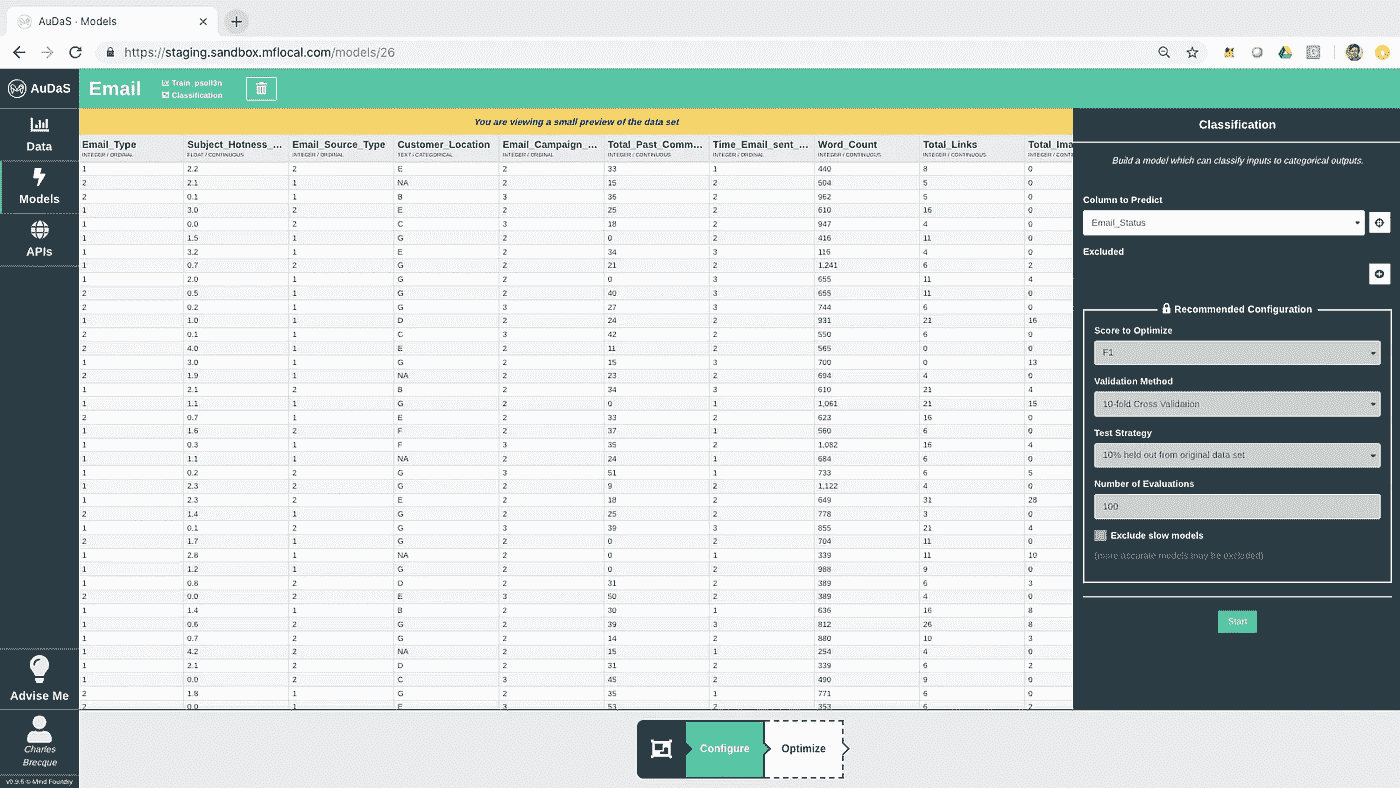 AuDaS · Models
https://staging.sandbox.mflocal.com/models/26
AuDaS
Email
Classification
Data
Models
APIs
Advise Me
Charles
Brecque
v0.9.6 © Mind Foundry
You are viewing a small preview of the data set
Email_Type Subject_Hotness_... Email_Source_Type Customer_Location Email_Campaign_... Total_Past_Comm... Time_Email_sent_... Word_Count Total_Links Total_Ima
INTEGER / ORDINAL FLOAT / CONTINUOUS INTEGER / ORDINAL TEXT / CATEGORICAL INTEGER / ORDINAL INTEGER / CONTINUOUS INTEGER / ORDINAL INTEGER / CONTINUOUS INTEGER / CONTINUOUS INTEGER / CONT
1 2.2 2 E 2 33 1 440 8 0
2 2.1 1 NA 2 15 2 504 5 0
2 0.1 1 B 3 36 2 962 5 0
1 3.0 2 E 2 25 2 610 16 0
1 0.0 2 C 3 18 2 947 4 0
1 1.5 1 G 2 0 2 416 11 0
1 3.2 1 E 2 34 3 116 4 0
1 0.7 2 G 2 21 2 1,241 6 2
1 2.0 1 G 2 0 3 655 11 4
2 0.5 1 G 2 40 3 655 11 0
2 0.2 1 G 3 27 3 744 6 0
1 1.0 1 D 2 24 2 931 21 16
2 0.1 1 C 3 42 2 550 6 0
2 4.0 1 E 2 11 2 565 0 0
1 3.0 1 G 2 15 3 700 0 13
2 1.9 1 NA 2 23 2 694 4 0
1 2.1 2 B 2 34 3 610 21 4
1 1.1 1 G 2 0 1 1,061 21 15
2 0.7 1 E 2 33 2 623 16 0
1 1.6 2 F 2 37 1 560 6 0
1 0.3 1 F 3 35 2 1,082 16 4
1 1.1 1 NA 2 24 1 684 6 0
1 0.2 2 G 3 51 1 733 6 5
1 2.3 2 G 2 9 2 1,122 4 0
1 2.3 2 E 2 18 2 649 31 28
2 1.4 1 G 2 25 2 778 3 0
1 0.1 2 G 3 39 3 855 21 4
2 1.7 1 G 2 0 2 704 11 0
1 2.8 1 NA 2 0 1 339 11 10
1 1.2 1 G 2 0 2 988 9 0
1 0.8 2 D 2 31 2 389 6 3
2 0.0 2 E 3 50 2 389 4 0
1 1.4 1 B 2 30 1 636 16 8
1 0.6 2 G 2 39 3 812 26 8
1 0.7 2 G 2 14 2 880 10 3
1 4.2 2 NA 2 15 1 254 4 0
1 2.1 2 D 2 31 2 339 6 2
1 0.0 2 C 3 45 2 490 9 0
2 1.8 1 G 2 35 1 771 6 0
2 0.0 1 E 3 53 2 353 6 2
Classification
Build a model which can classify inputs to categorical outputs.
Column to Predict
Email_Status
Excluded
Recommended Configuration
Score to Optimize
F1
Validation Method
10-fold Cross Validation
Test Strategy
10% held out from original data set
Number of Evaluations
100
Exclude slow models
(more accurate models may be excluded)
Start
Configure
Optimize